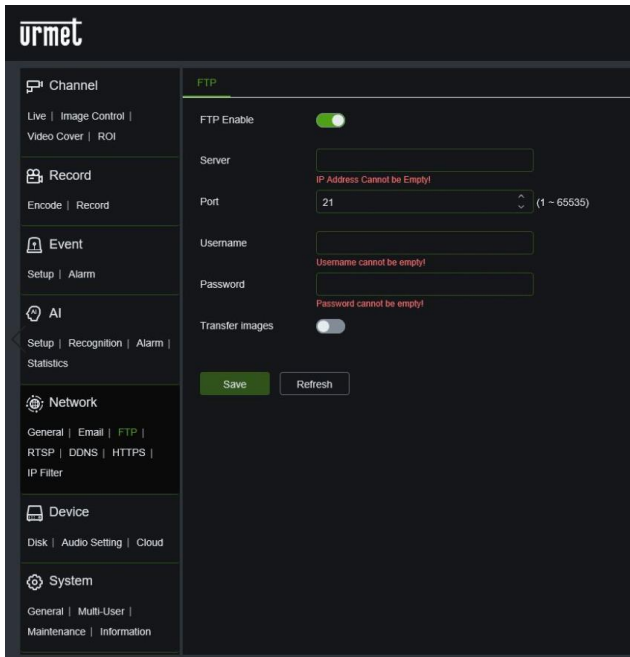 urmet
Channel
Live | Image Control |
Video Cover | ROI
Record
Encode | Record
Event
Setup | Alarm
AI
AI
Setup | Recognition | Alarm |
Statistics
Network
General | Email | FTP |
RTSP | DDNS | HTTPS |
IP Filter
Device
Disk | Audio Setting | Cloud
System
General | Multi-User |
Maintenance | Information
FTP
FTP Enable
Server
IP Address Cannot be Empty!
Port 21 (1 ~ 65535)
Username
Username cannot be empty!
Password
Password cannot be empty!
Transfer images
Save Refresh